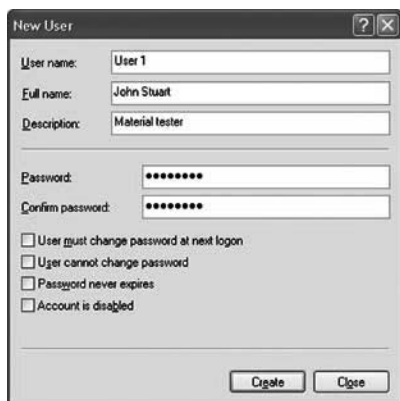 New User
User name: User 1
Full name: John Stuart
Description: Material tester
Password: ●●●●●●●●
Confirm password: ●●●●●●●●
User must change password at next logon
User cannot change password
Password never expires
Account is disabled
Create Close